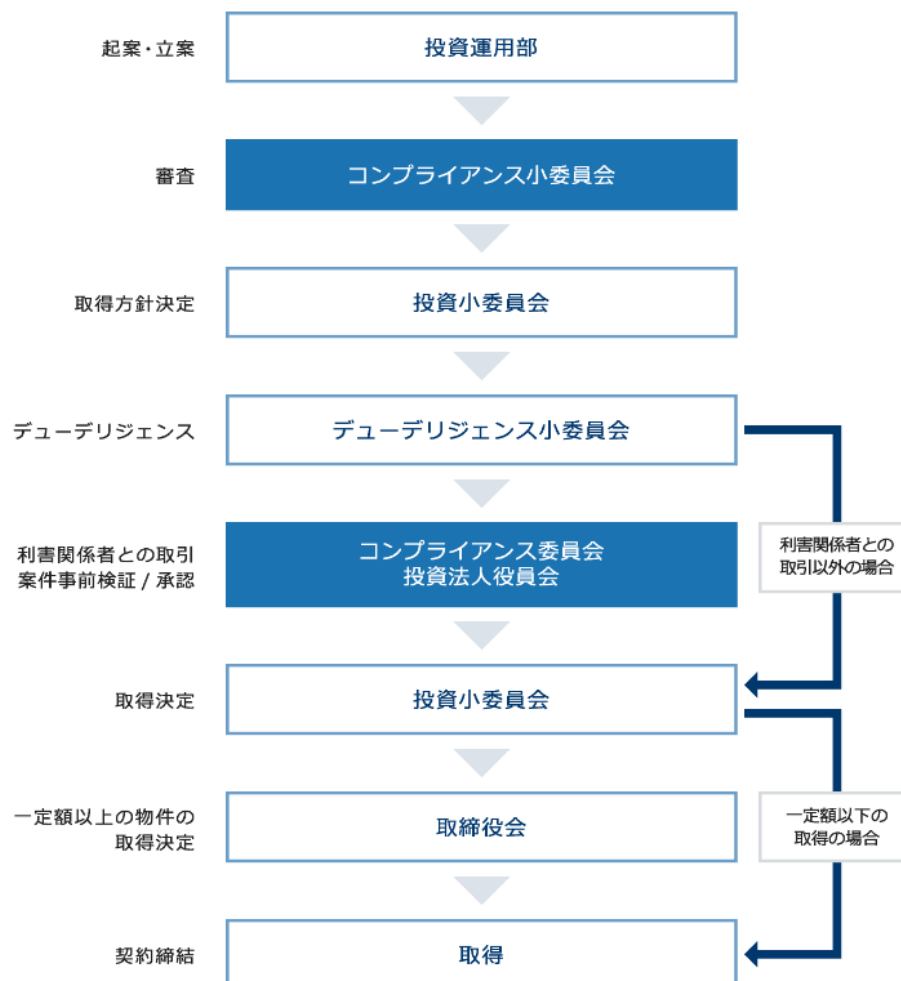 起案・立案
投資運用部
審査
コンプライアンス小委員会
取得方針決定
投資小委員会
デューデリジェンス
デューデリジェンス小委員会
利害関係者との取引
案件事前検証 / 承認
コンプライアンス委員会
投資法人役員会
利害関係者との
取引以外の場合
取得決定
投資小委員会
一定額以上の物件の
取得決定
取締役会
一定額以下の
取得の場合
契約締結
取得